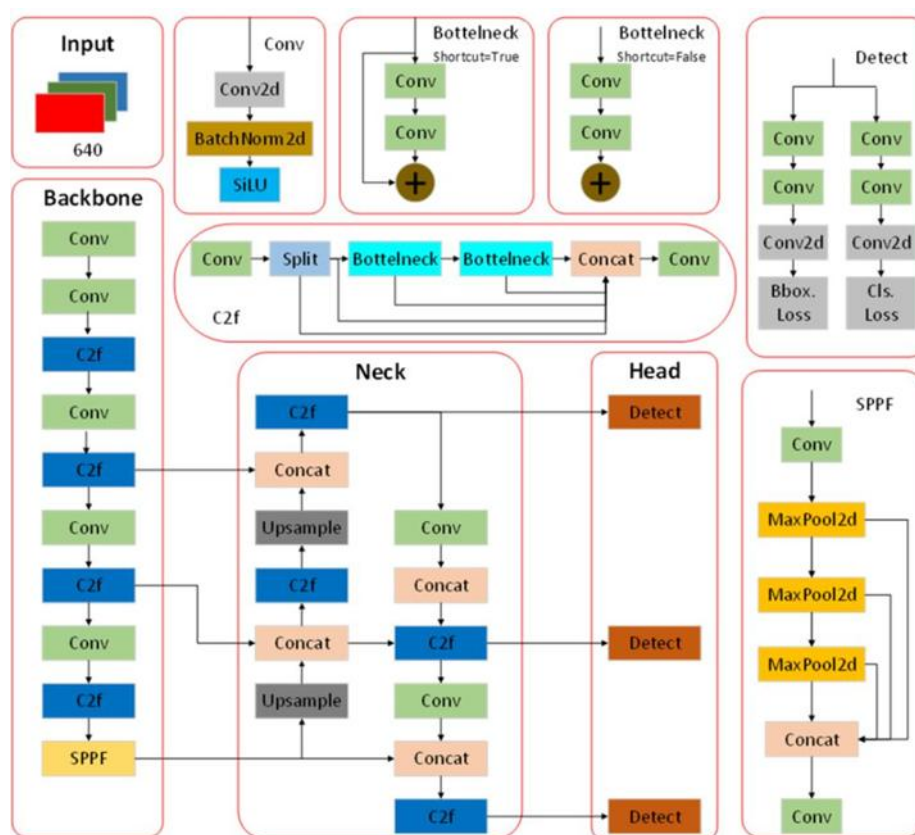 Input
640
Conv
Conv2d
BatchNorm2d
SiLU
Bottelneck
Shortcut=True
Conv
Conv
+
Bottelneck
Shortcut=False
Conv
Conv
+
Detect
Conv
Conv
Conv
Conv
Conv2d
Conv2d
Bbox.
Loss
Cls.
Loss
Conv
Split
Bottelneck
Bottelneck
Concat
Conv
C2f
Backbone
Conv
Conv
C2f
Conv
C2f
Conv
C2f
Conv
C2f
SPPF
Neck
C2f
Concat
Upsample
C2f
Concat
Upsample
Conv
Concat
C2f
Conv
Concat
C2f
Head
Detect
Detect
Detect
SPPF
Conv
MaxPool2d
MaxPool2d
MaxPool2d
Concat
Conv